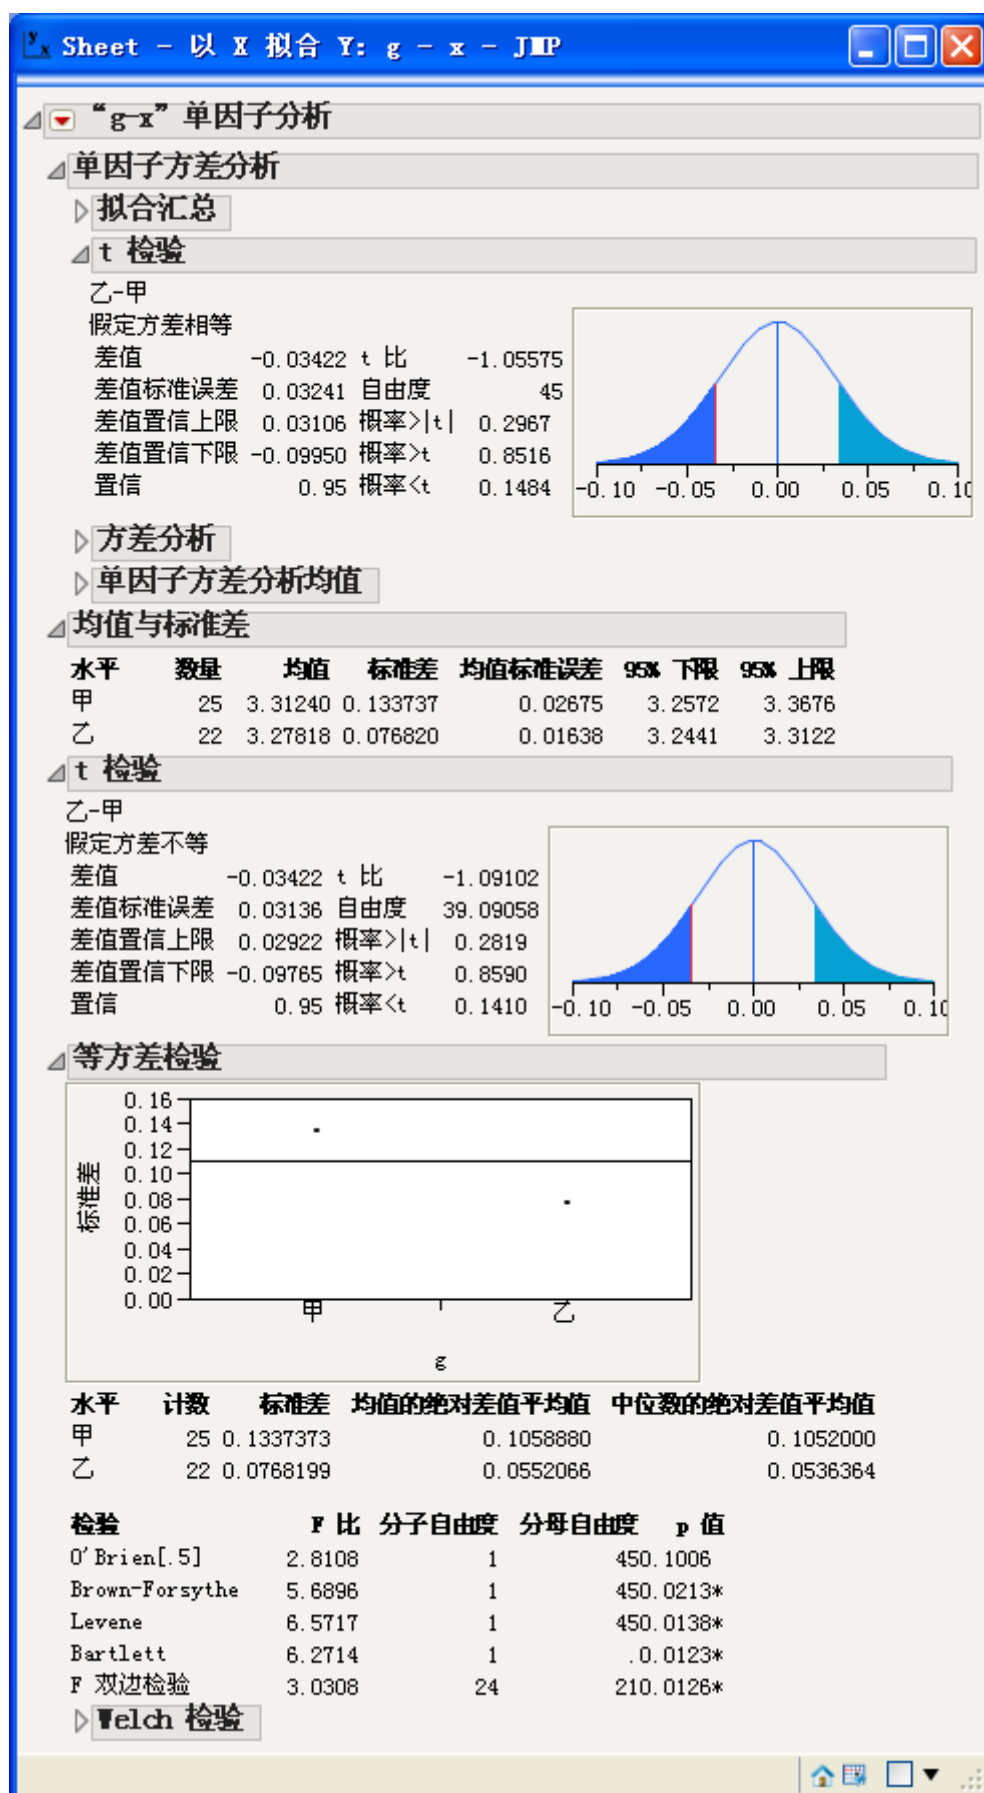 Sheet - 以 X 拟合 Y: g - x - JMP
“g-x”单因子分析
单因子方差分析
拟合汇总
t 检验
乙-甲
假定方差相等
差值 -0.03422 t 比 -1.05575
差值标准误差 0.03241 自由度 45
差值置信上限 0.03106 概率>|t| 0.2967
差值置信下限 -0.09950 概率>t 0.8516
置信 0.95 概率<t 0.1484
-0.10 -0.05 0.00 0.05 0.10
方差分析
单因子方差分析均值
均值与标准差
水平 数量 均值 标准差 均值标准误差 95% 下限 95% 上限
甲 25 3.31240 0.133737 0.02675 3.2572 3.3676
乙 22 3.27818 0.076820 0.01638 3.2441 3.3122
t 检验
乙-甲
假定方差不等
差值 -0.03422 t 比 -1.09102
差值标准误差 0.03136 自由度 39.09058
差值置信上限 0.02922 概率>|t| 0.2819
差值置信下限 -0.09765 概率>t 0.8590
置信 0.95 概率<t 0.1410
-0.10 -0.05 0.00 0.05 0.10
等方差检验
0.16
0.14
0.12
0.10
0.08
0.06
0.04
0.02
0.00
标准差
甲 乙
g
水平 计数 标准差 均值的绝对差值平均值 中位数的绝对差值平均值
甲 25 0.1337373 0.1058880 0.1052000
乙 22 0.0768199 0.0552066 0.0536364
检验 F 比 分子自由度 分母自由度 p 值
O'Brien[.5] 2.8108 1 450.1006
Brown-Forsythe 5.6896 1 450.0213*
Levene 6.5717 1 450.0138*
Bartlett 6.2714 1 .0.0123*
F 双边检验 3.0308 24 210.0126*
Welch 检验